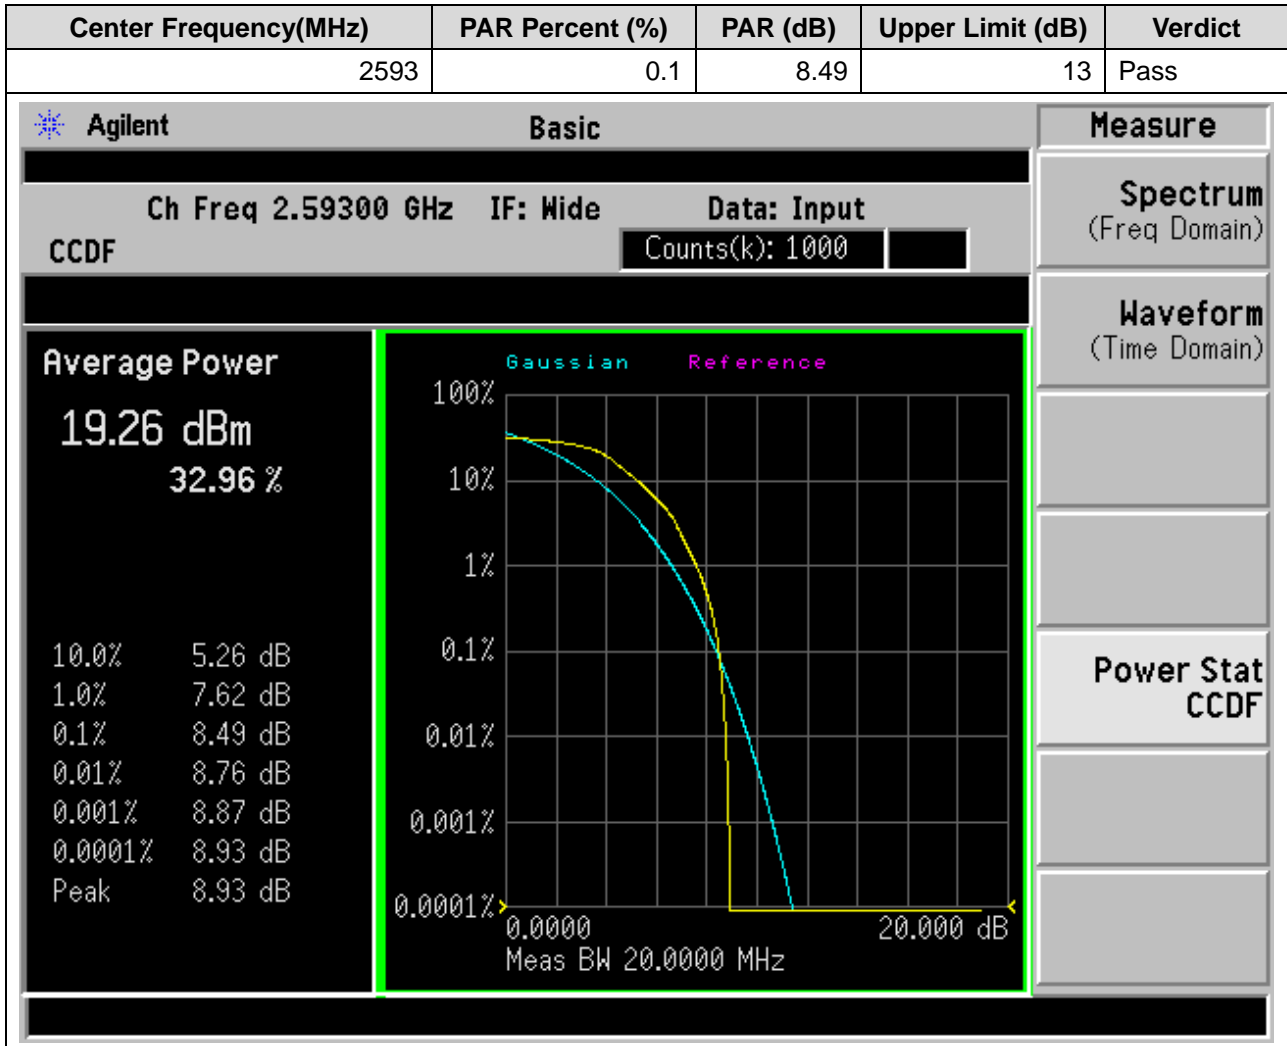 Center Frequency(MHz) PAR Percent (%) PAR (dB) Upper Limit (dB) Verdict
2593 0.1 8.49 13 Pass
Agilent Basic Measure
Ch Freq 2.59300 GHz IF: Wide Data: Input
CCDF Counts(k): 1000
Spectrum
(Freq Domain)
Waveform
(Time Domain)
Power Stat
CCDF
Average Power
19.26 dBm
32.96 %
10.0% 5.26 dB
1.0% 7.62 dB
0.1% 8.49 dB
0.01% 8.76 dB
0.001% 8.87 dB
0.0001% 8.93 dB
Peak 8.93 dB
Gaussian Reference
100%
10%
1%
0.1%
0.01%
0.001%
0.0001%
0.0000 20.000 dB
Meas BW 20.0000 MHz